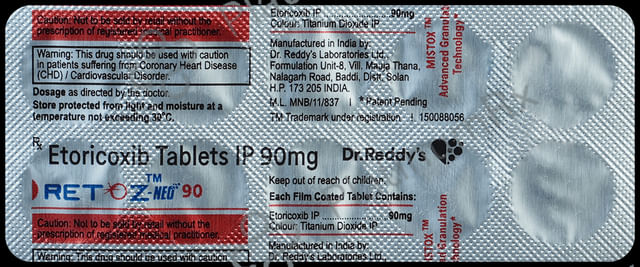 Caution: Not to be sold by retail without the
prescription of registered medical practitioner.
Warning: This drug should be used with caution
in patients suffering from Coronary Heart Disease
(CHD) / Cardiovascular Disorder.
Dosage as directed by the doctor.
Store protected from light and moisture at a
temperature not exceeding 30°C.
Etoricoxib IP ......................90mg
Colour: Titanium Dioxide IP
Manufactured in India by:
Dr. Reddy's Laboratories Ltd.,
Formulation Unit-8, Vill. Mauja Thana,
Nalagarh Road, Baddi, Distt. Solan
H.P. 173 205 INDIA.
M.L. MNB/11/837 | *Patent Pending
TM Trademark under registration | 150088056
MISTOX™
Advanced Granulation
Technology*
Rx
Etoricoxib Tablets IP 90mg
Dr.Reddy's
RETOZ™-NEO 90
Caution: Not to be sold by retail without the
prescription of registered medical practitioner.
Warning: This drug should be used with caution
Keep out of reach of children.
Each Film Coated Tablet Contains:
Etoricoxib IP ......................90mg
Colour: Titanium Dioxide IP
Manufactured in India by:
Dr. Reddy's Laboratories Ltd.,
MISTOX™
Granulation
Technology*